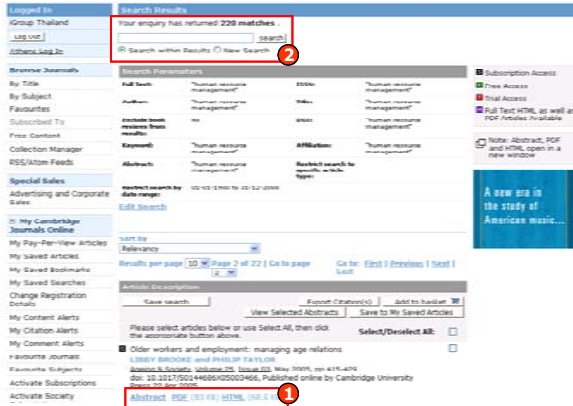 Logged In
iGroup Thailand
Log Out
Athens Log In
Browse Journals
By Title
By Subject
Favourites
Subscribed To
Free Content
Collection Manager
RSS/Atom Feeds
Special Sales
Advertising and Corporate
Sales
My Cambridge
Journals Online
My Pay-Per-View Articles
My Saved Articles
My Saved Bookmarks
My Saved Searches
Change Registration
Details
My Content Alerts
My Citation Alerts
My Comment Alerts
Favourite Journals
Favourite Subjects
Activate Subscriptions
Activate Society
Search Results
Your enquiry has returned 220 matches .
search
Search within Results New Search
2
Search Parameters
Full Text: "human resource management" ISSN: "human resource management"
Authors: "human resource management" Title: "human resource management"
Exclude book reviews from results: no DOI: "human resource management"
Keyword: "human resource management" Affiliation: "human resource management"
Abstract: "human resource management" Restrict search to specific article type:
Restrict search by date range: 01-01-1900 to 31-12-2008
Edit Search
Sort by
Relevancy
Results per page 10 Page 2 of 22 | Go to page
2
Go to: First | Previous | Next |
Last
Article Description
Save search Export Citation(s) Add to basket
View Selected Abstracts Save to My Saved Articles
Please select articles below or use Select All, then click
the appropriate button above.
Select/Deselect All:
Older workers and employment: managing age relations
LIBBY BROOKE and PHILIP TAYLOR
Ageing & Society, Volume 25, Issue 03, May 2005, pp 415-429
doi: 10.1017/S0144686X05003466, Published online by Cambridge University
Press 22 Apr 2005
Abstract PDF (93 KB) HTML
1
Subscription Access
Free Access
Trial Access
Full Text HTML as well as
PDF Articles Available
Note: Abstract, PDF
and HTML open in a
new window
A new era in
the study of
American music...